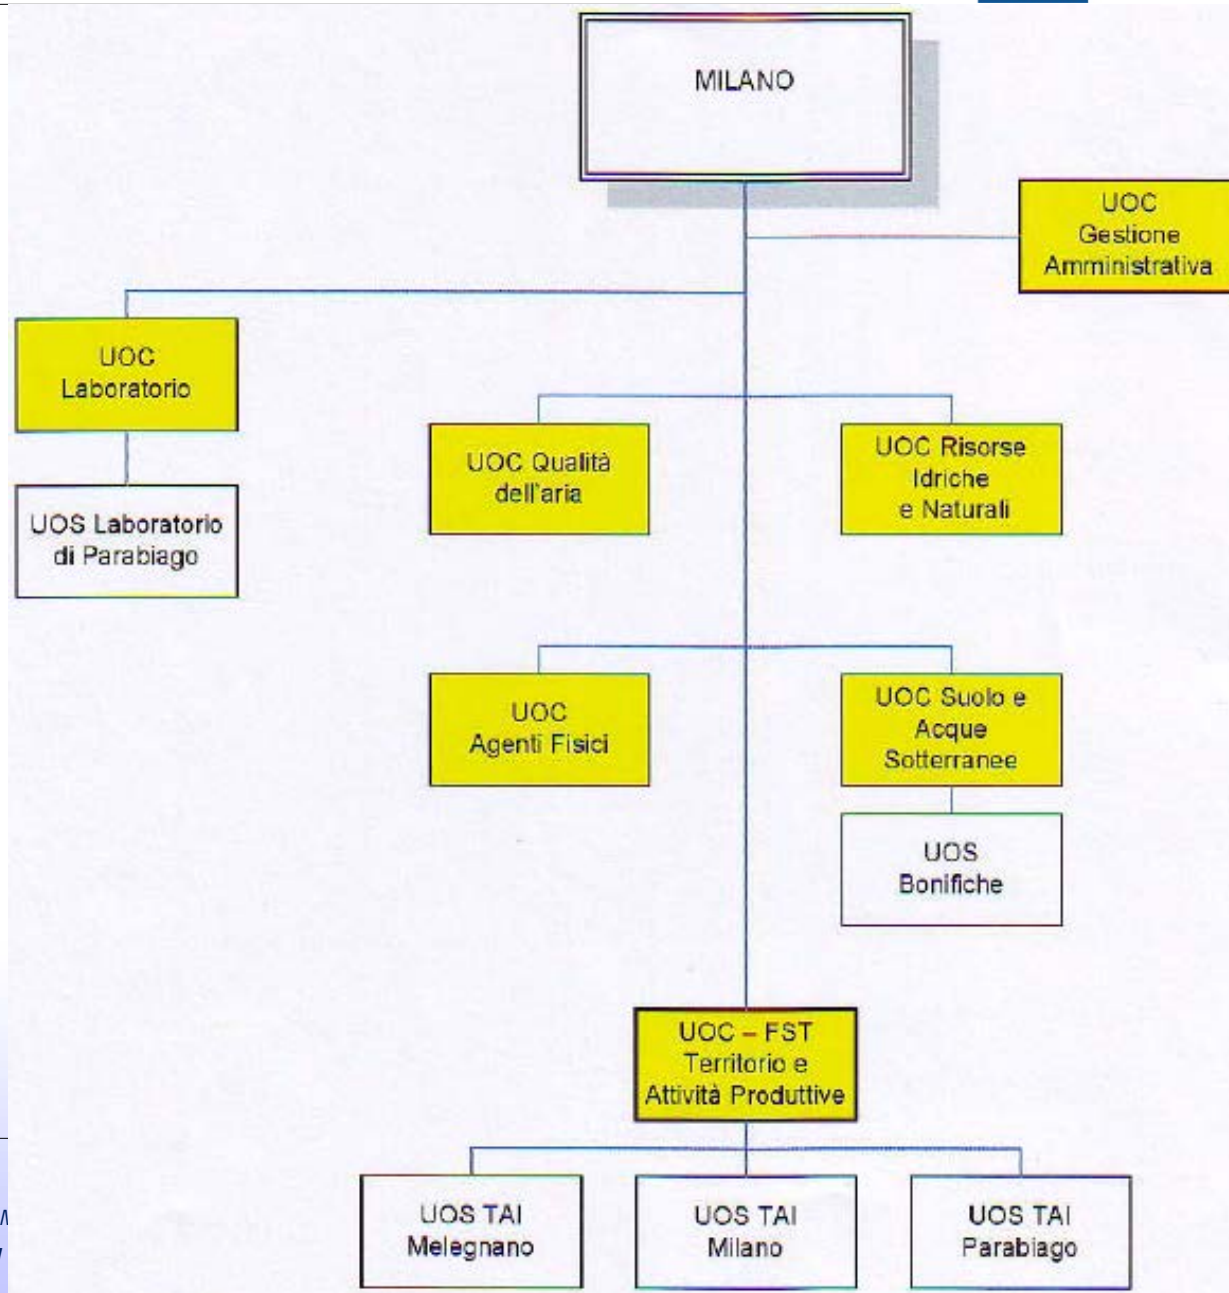 MILANO
UOC
Gestione
Amministrativa
UOC
Laboratorio
UOS Laboratorio
di Parabiago
UOC Qualità
dell'aria
UOC Risorse
Idriche
e Naturali
UOC
Agenti Fisici
UOC Suolo e
Acque
Sotterranee
UOS
Bonifiche
UOC – FST
Territorio e
Attività Produttive
UOS TAI
Melegnano
UOS TAI
Milano
UOS TAI
Parabiago